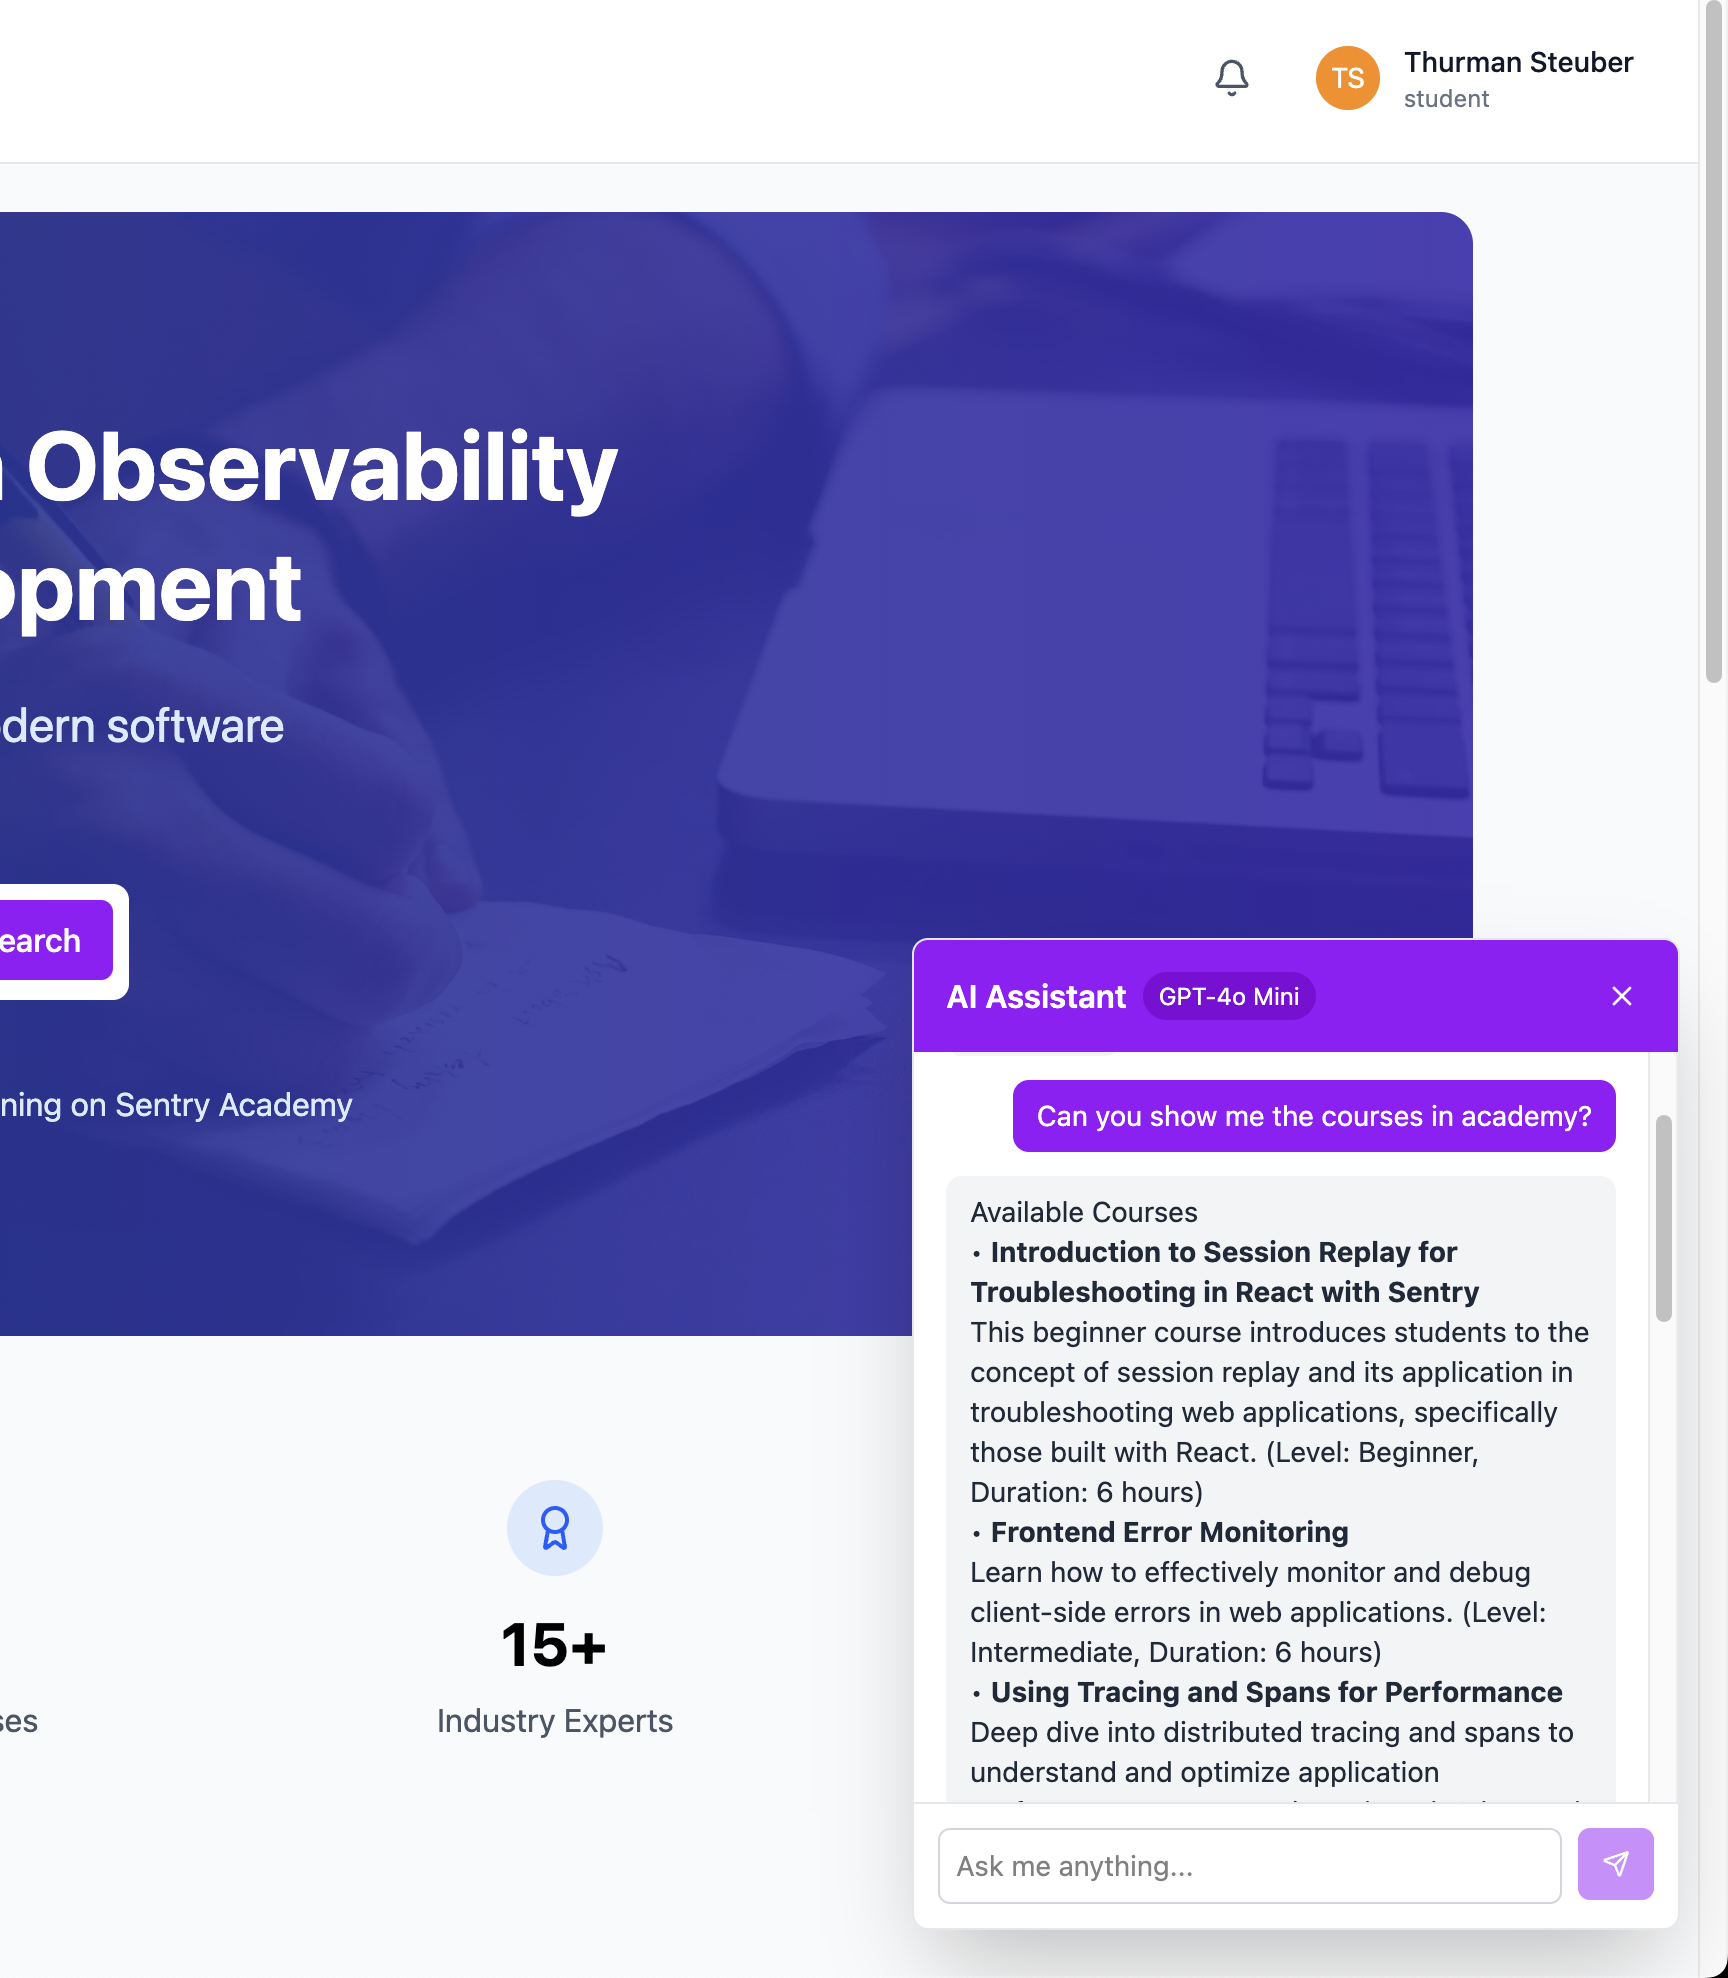 Thurman Steuber
TS
student
Observability
opment
dern software
earch
ning on Sentry Academy
15+
ses
Industry Experts
AI Assistant
GPT-4o Mini
Can you show me the courses in academy?
Available Courses
• Introduction to Session Replay for
Troubleshooting in React with Sentry
This beginner course introduces students to the
concept of session replay and its application in
troubleshooting web applications, specifically
those built with React. (Level: Beginner,
Duration: 6 hours)
• Frontend Error Monitoring
Learn how to effectively monitor and debug
client-side errors in web applications. (Level:
Intermediate, Duration: 6 hours)
• Using Tracing and Spans for Performance
Deep dive into distributed tracing and spans to
understand and optimize application
Ask me anything...